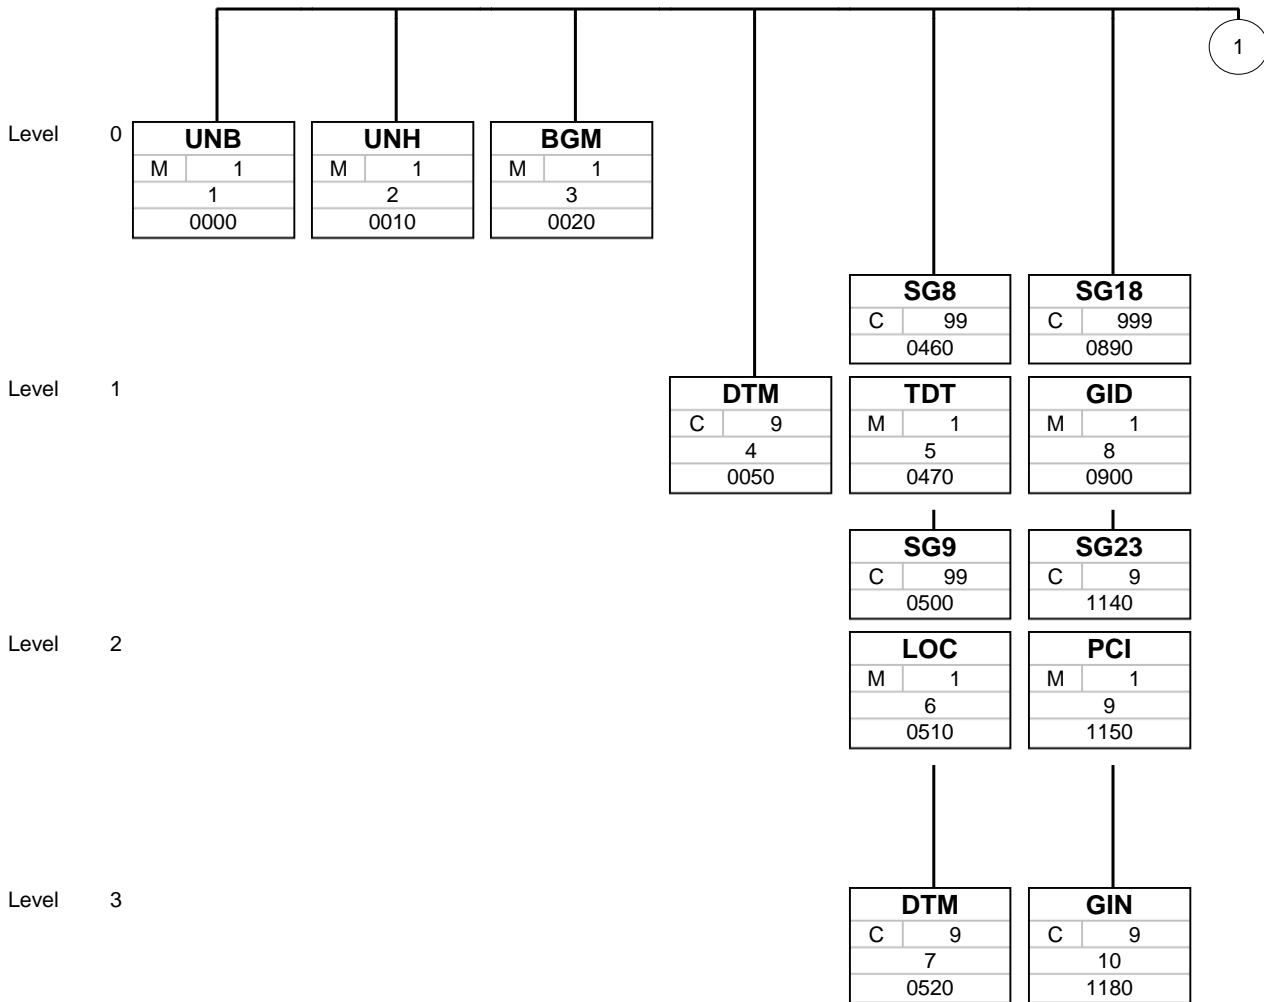 1
Level 0 UNB UNH BGM
M 1 M 1 M 1
1 2 3
0000 0010 0020
SG8 SG18
C 99 C 999
0460 0890
Level 1 DTM TDT GID
C 9 M 1 M 1
4 5 8
0050 0470 0900
SG9 SG23
C 99 C 9
0500 1140
Level 2 LOC PCI
M 1 M 1
6 9
0510 1150
Level 3 DTM GIN
C 9 C 9
7 10
0520 1180